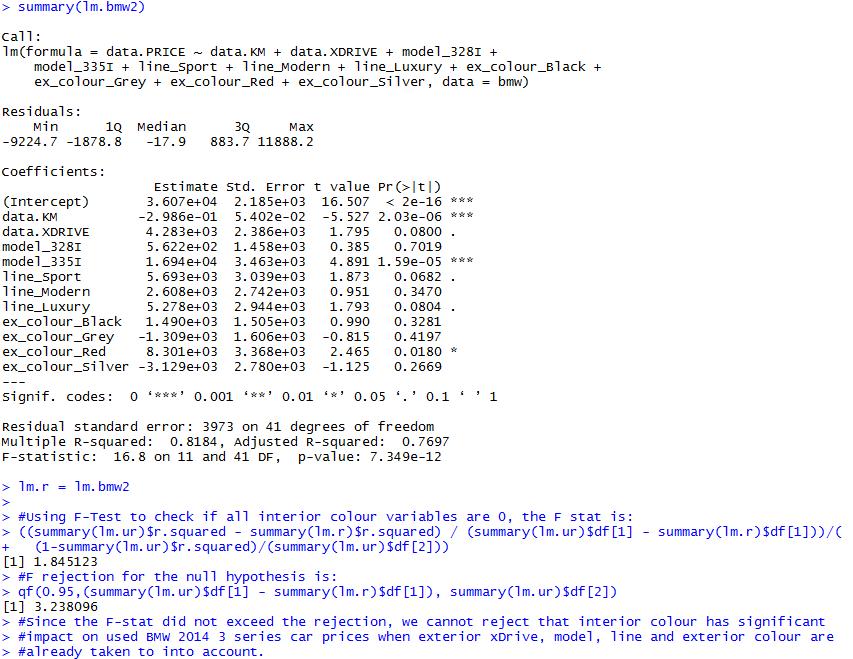 > summary(lm.bmw2)
Call:
lm(formula = data.PRICE ~ data.KM + data.XDRIVE + model_328I +
    model_335I + line_Sport + line_Modern + line_Luxury + ex_colour_Black +
    ex_colour_Grey + ex_colour_Red + ex_colour_Silver, data = bmw)
Residuals:
    Min      1Q  Median      3Q     Max
-9224.7 -1878.8   -17.9   883.7 11888.2
Coefficients:
                   Estimate Std. Error t value Pr(>|t|)
(Intercept)       3.607e+04  2.185e+03  16.507  < 2e-16 ***
data.KM          -2.986e-01  5.402e-02  -5.527 2.03e-06 ***
data.XDRIVE       4.283e+03  2.386e+03   1.795   0.0800 .
model_328I        5.622e+02  1.458e+03   0.385   0.7019
model_335I        1.694e+04  3.463e+03   4.891 1.59e-05 ***
line_Sport        5.693e+03  3.039e+03   1.873   0.0682 .
line_Modern       2.608e+03  2.742e+03   0.951   0.3470
line_Luxury       5.278e+03  2.944e+03   1.793   0.0804 .
ex_colour_Black   1.490e+03  1.505e+03   0.990   0.3281
ex_colour_Grey   -1.309e+03  1.606e+03  -0.815   0.4197
ex_colour_Red     8.301e+03  3.368e+03   2.465   0.0180 *
ex_colour_Silver -3.129e+03  2.780e+03  -1.125   0.2669
---
Signif. codes:  0 ‘***’ 0.001 ‘**’ 0.01 ‘*’ 0.05 ‘.’ 0.1 ‘ ’ 1
Residual standard error: 3973 on 41 degrees of freedom
Multiple R-squared:  0.8184, Adjusted R-squared:  0.7697
F-statistic:  16.8 on 11 and 41 DF,  p-value: 7.349e-12
> lm.r = lm.bmw2
>
> #Using F-Test to check if all interior colour variables are 0, the F stat is:
> ((summary(lm.ur)$r.squared - summary(lm.r)$r.squared) / (summary(lm.ur)$df[1] - summary(lm.r)$df[1]))/(
+   (1-summary(lm.ur)$r.squared)/(summary(lm.ur)$df[2]))
[1] 1.845123
> #F rejection for the null hypothesis is:
> qf(0.95,(summary(lm.ur)$df[1] - summary(lm.r)$df[1]), summary(lm.ur)$df[2])
[1] 3.238096
> #Since the F-stat did not exceed the rejection, we cannot reject that interior colour has significant
> #impact on used BMW 2014 3 series car prices when exterior xDrive, model, line and exterior colour are
> #already taken to into account.